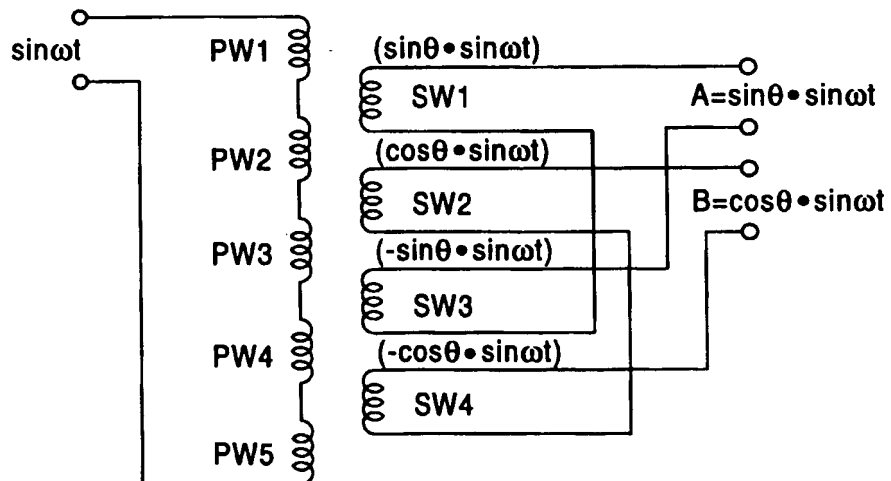 sinωt
PW1
(sinθ•sinωt)
SW1
A=sinθ•sinωt
PW2
(cosθ•sinωt)
SW2
B=cosθ•sinωt
PW3
(-sinθ•sinωt)
SW3
PW4
(-cosθ•sinωt)
SW4
PW5